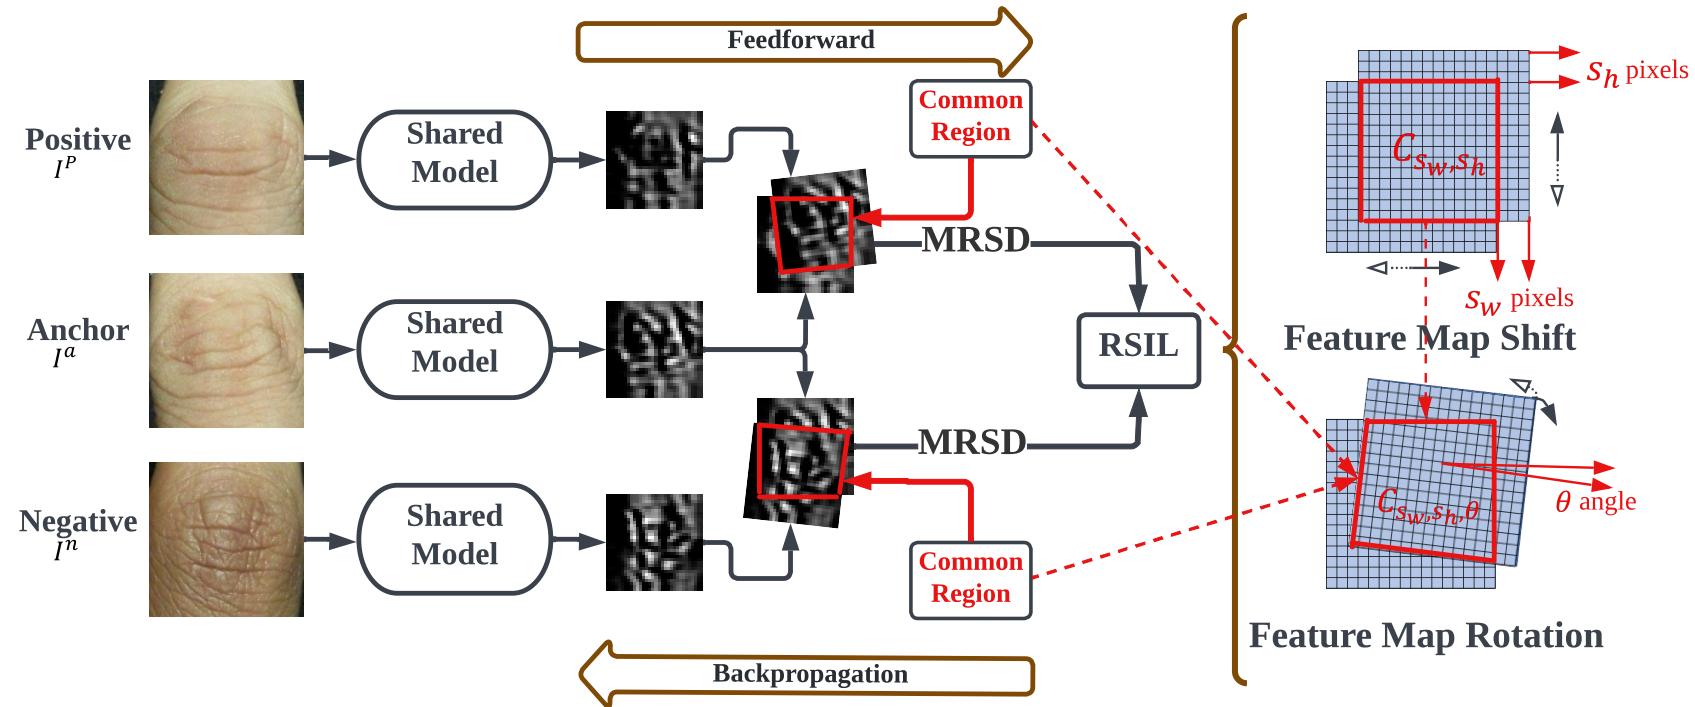 Feedforward
Positive
I^P
Shared
Model
Common
Region
MRSD
s_h pixels
C_{s_w,s_h}
s_w pixels
Feature Map Shift
Anchor
I^a
Shared
Model
RSIL
MRSD
Negative
I^n
Shared
Model
Common
Region
C_{s_w,s_h,θ}
θ angle
Feature Map Rotation
Backpropagation